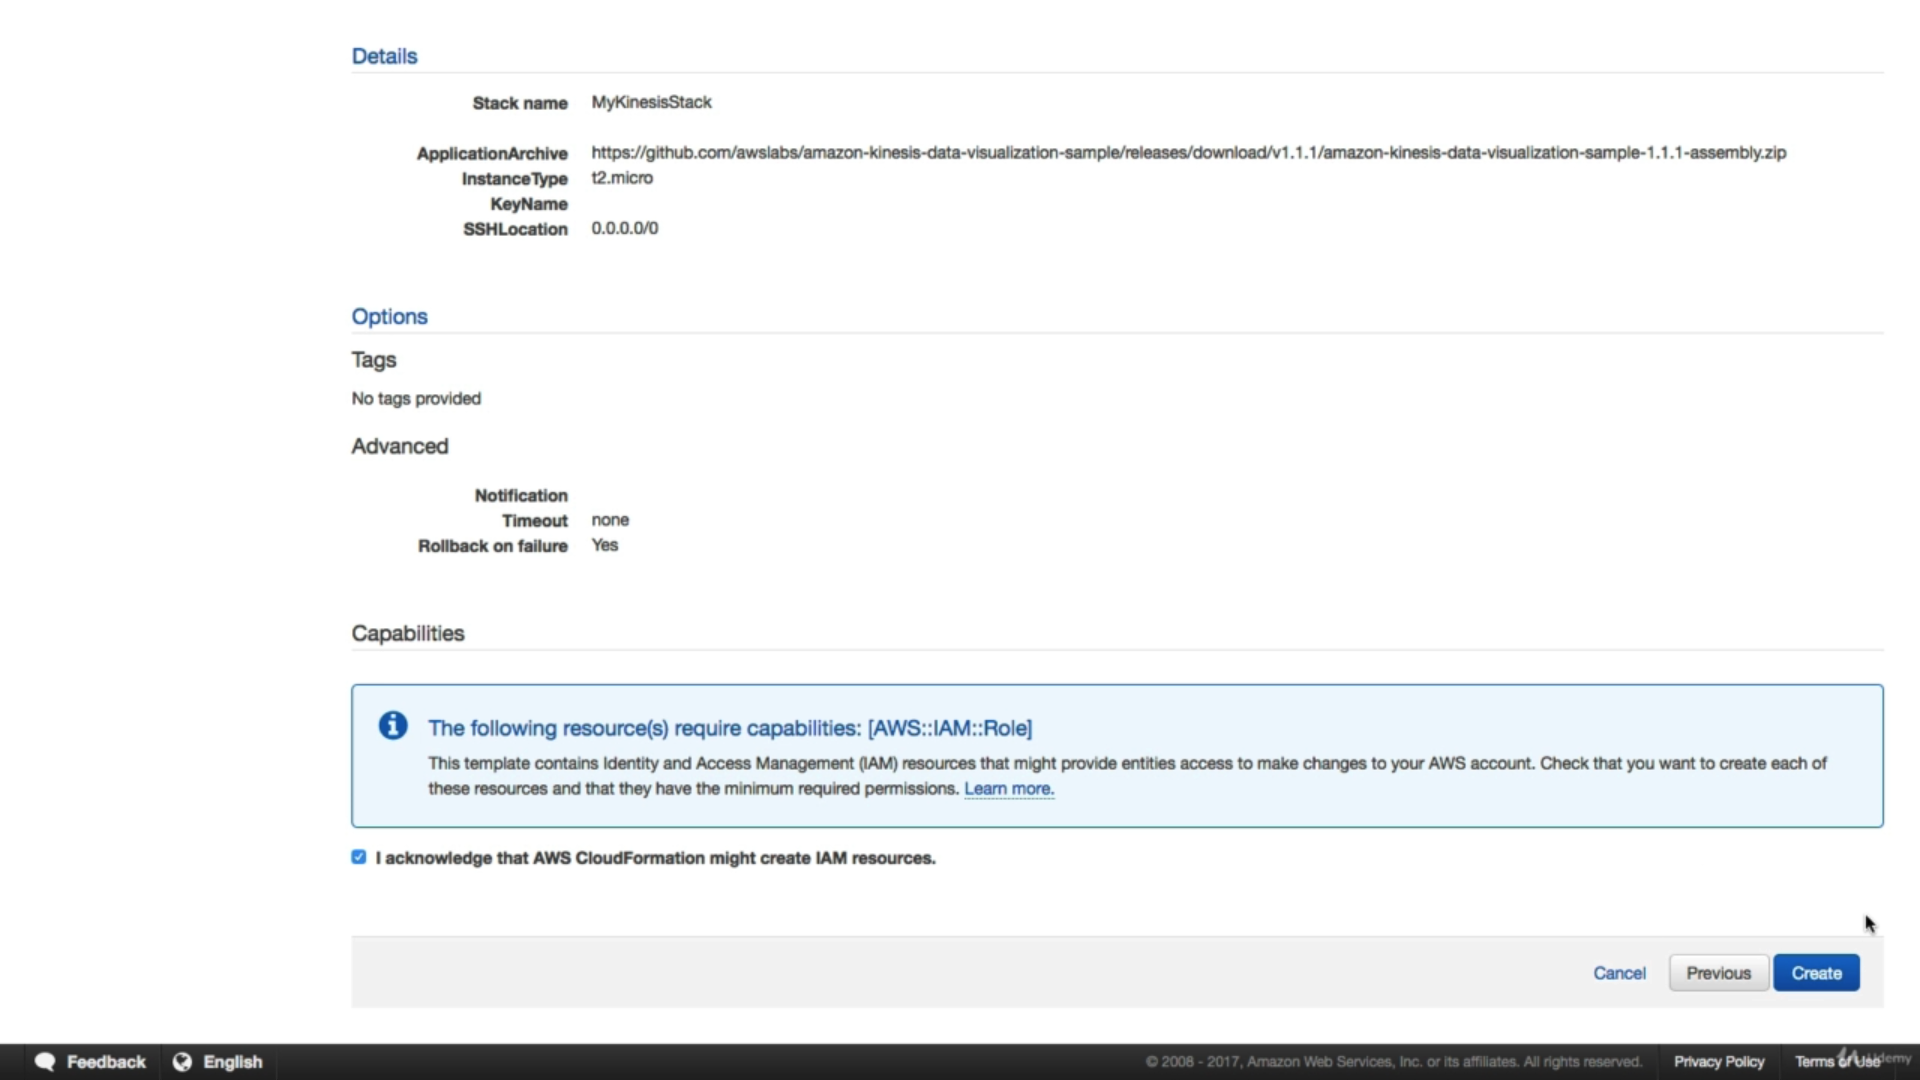 Details
Stack name MyKinesisStack
ApplicationArchive https://github.com/awslabs/amazon-kinesis-data-visualization-sample/releases/download/v1.1.1/amazon-kinesis-data-visualization-sample-1.1.1-assembly.zip
InstanceType t2.micro
KeyName
SSHLocation 0.0.0.0/0
Options
Tags
No tags provided
Advanced
Notification
Timeout none
Rollback on failure Yes
Capabilities
The following resource(s) require capabilities: [AWS::IAM::Role]
This template contains Identity and Access Management (IAM) resources that might provide entities access to make changes to your AWS account. Check that you want to create each of
these resources and that they have the minimum required permissions. Learn more.
I acknowledge that AWS CloudFormation might create IAM resources.
Cancel Previous Create
Feedback English © 2008 - 2017, Amazon Web Services, Inc. or its affiliates. All rights reserved. Privacy Policy Terms of Use Udemy